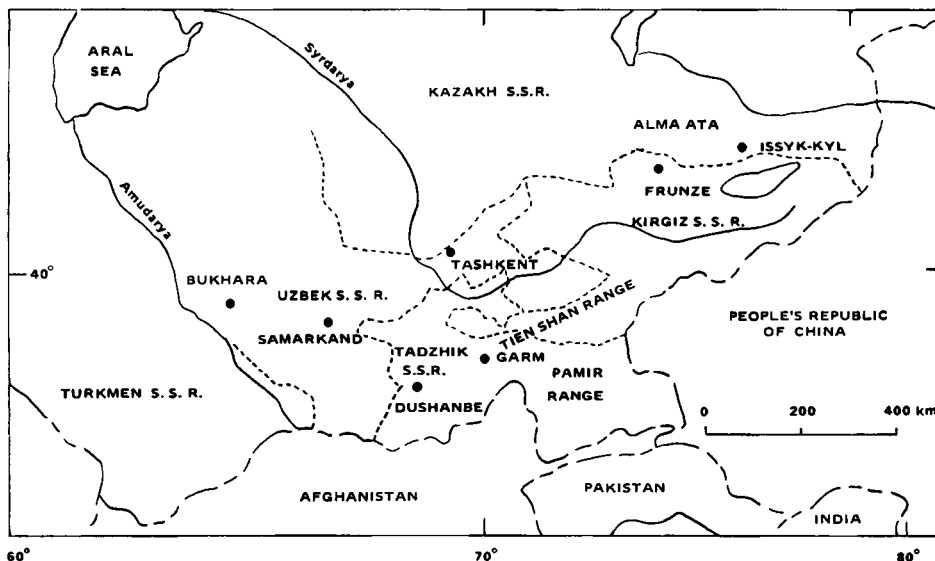 ARAL
SEA
Syrdarya
KAZAKH S.S.R.
ALMA ATA
ISSYK-KYL
FRUNZE
Amudarya
KIRGIZ S.S.R.
TASHKENT
40°
BUKHARA
UZBEK S.S.R.
TIEN SHAN RANGE
PEOPLE'S REPUBLIC
OF CHINA
SAMARKAND
TADZHIK
S.S.R.
GARM
TURKMEN S.S.R.
PAMIR
RANGE
DUSHANBE
0 200 400 km
AFGHANISTAN
PAKISTAN
INDIA
60° 70° 80°